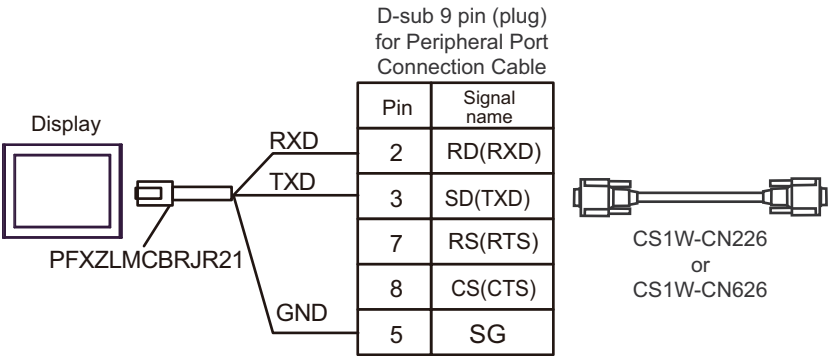 D-sub 9 pin (plug)
for Peripheral Port
Connection Cable
Pin
Signal
name
Display
RXD
2
RD(RXD)
TXD
3
SD(TXD)
7
RS(RTS)
PFXZLMCBRJR21
8
CS(CTS)
GND
5
SG
CS1W-CN226
or
CS1W-CN626